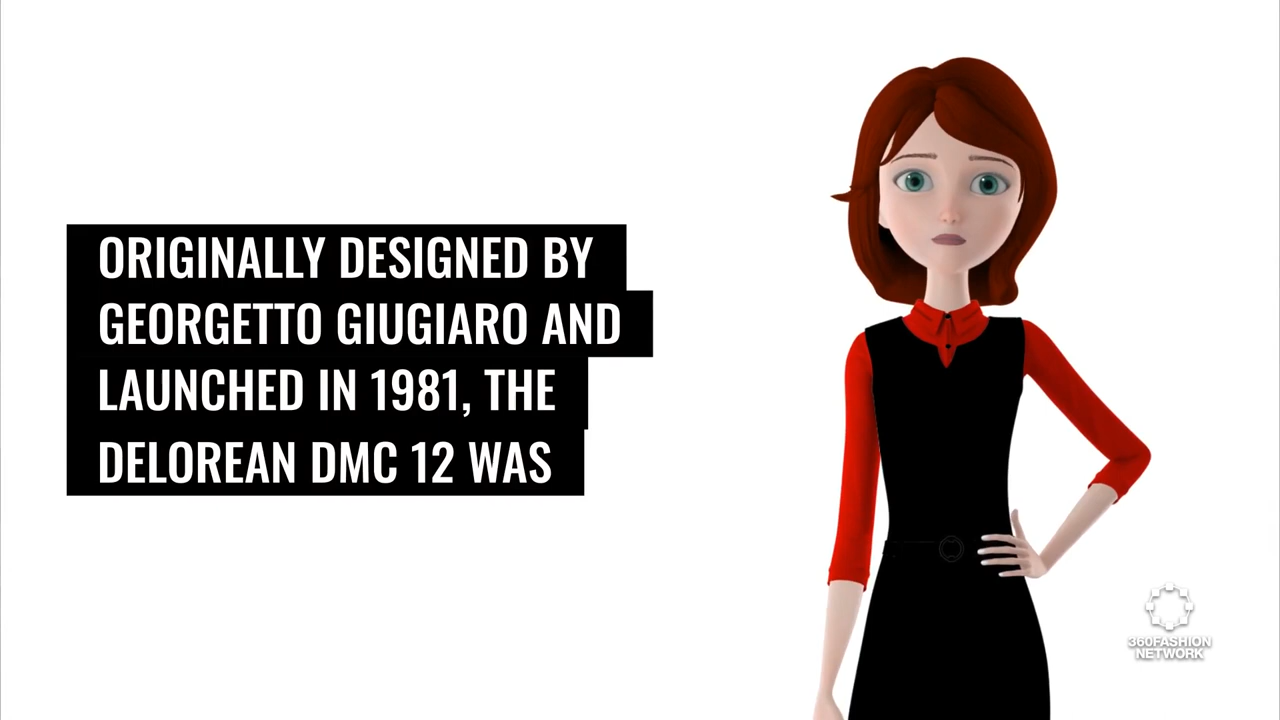 ORIGINALLY DESIGNED BY
GEORGETTO GIUGIARO AND
LAUNCHED IN 1981, THE
DELOREAN DMC 12 WAS
360FASHION
NETWORK